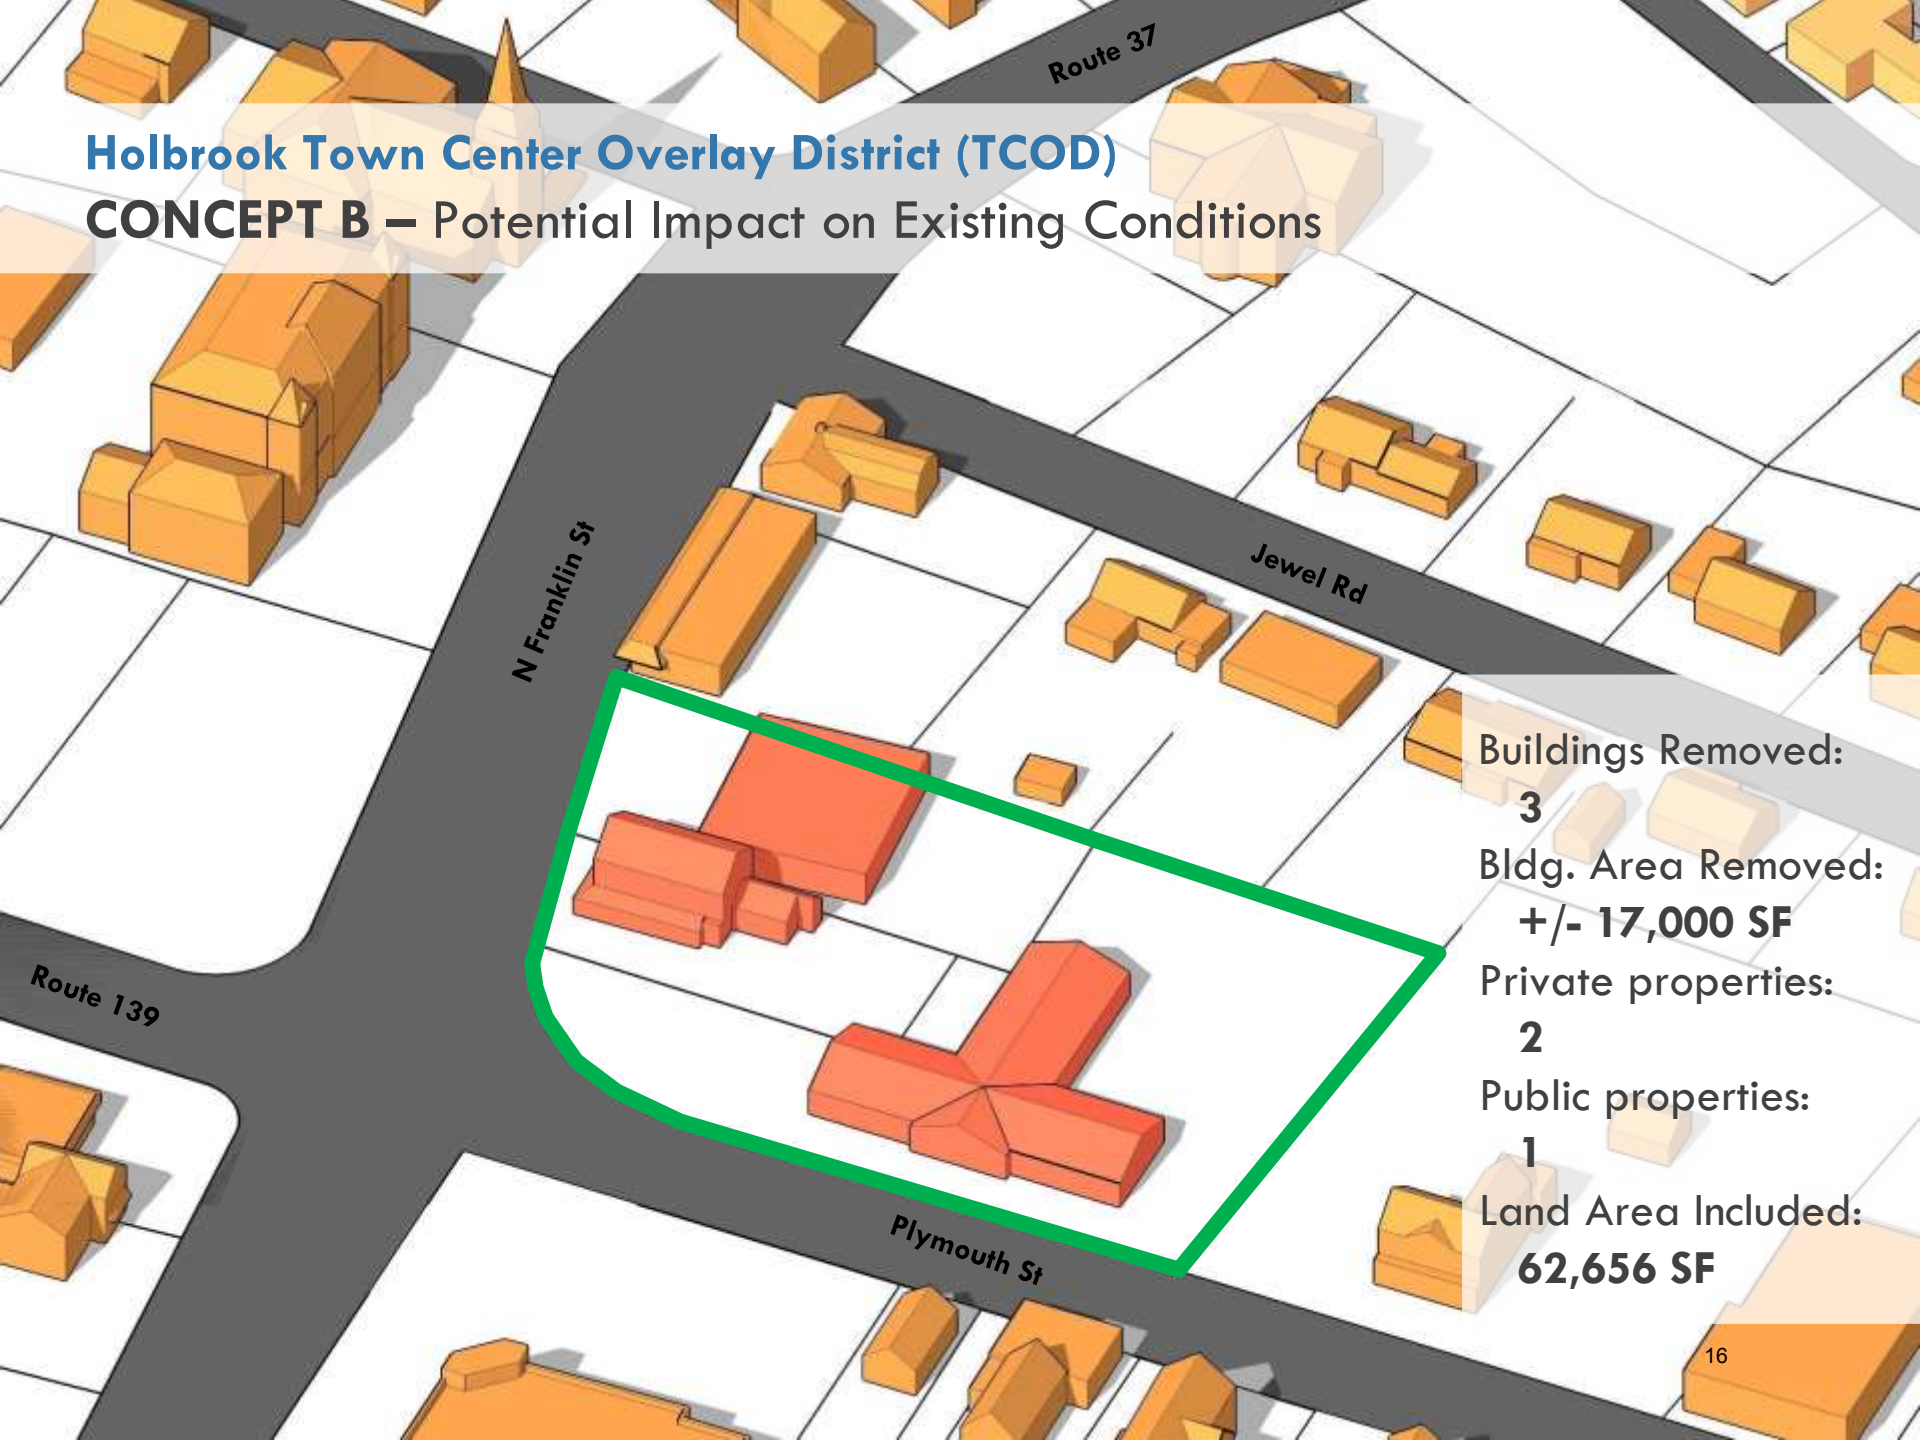 Route 37
Holbrook Town Center Overlay District (TCOD)
CONCEPT B – Potential Impact on Existing Conditions
N Franklin St
Jewel Rd
Buildings Removed:
3
Bldg. Area Removed:
+/- 17,000 SF
Private properties:
2
Public properties:
1
Land Area Included:
62,656 SF
Route 139
Plymouth St
16